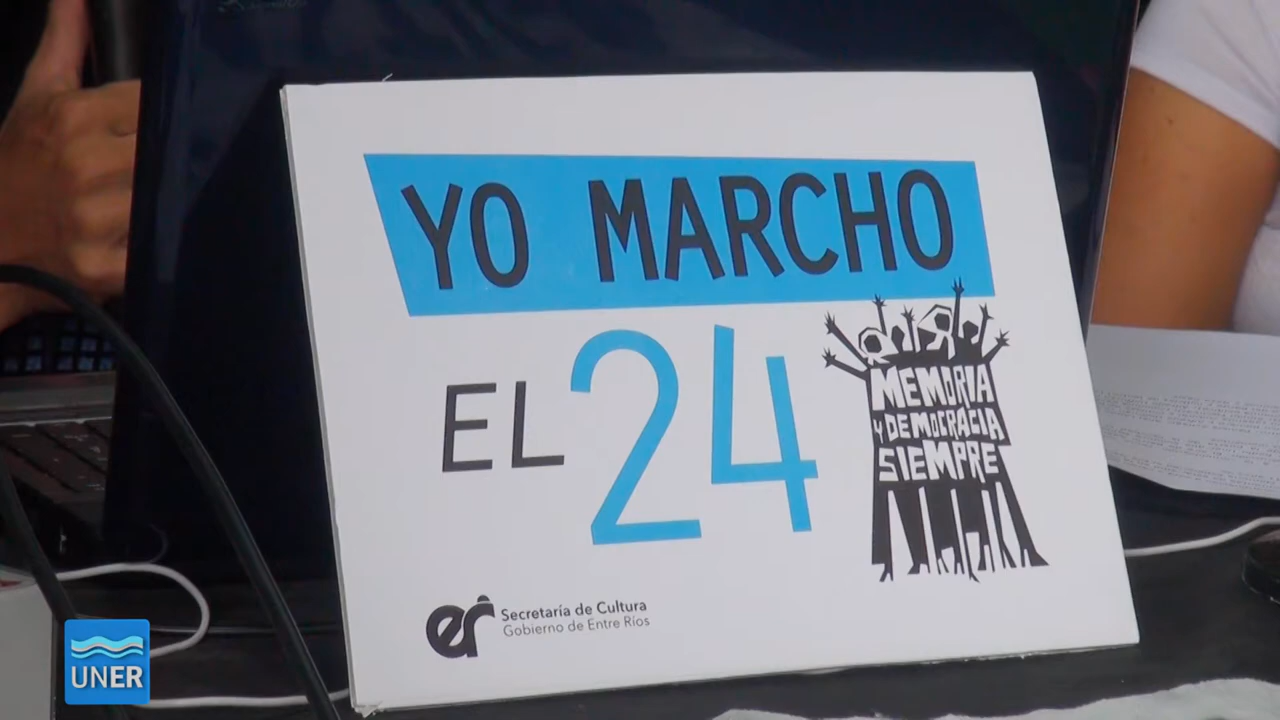 YO MARCHO
EL 24
MEMORIA
Y DEMOCRACIA
SIEMPRE
er Secretaría de Cultura
Gobierno de Entre Ríos
UNER